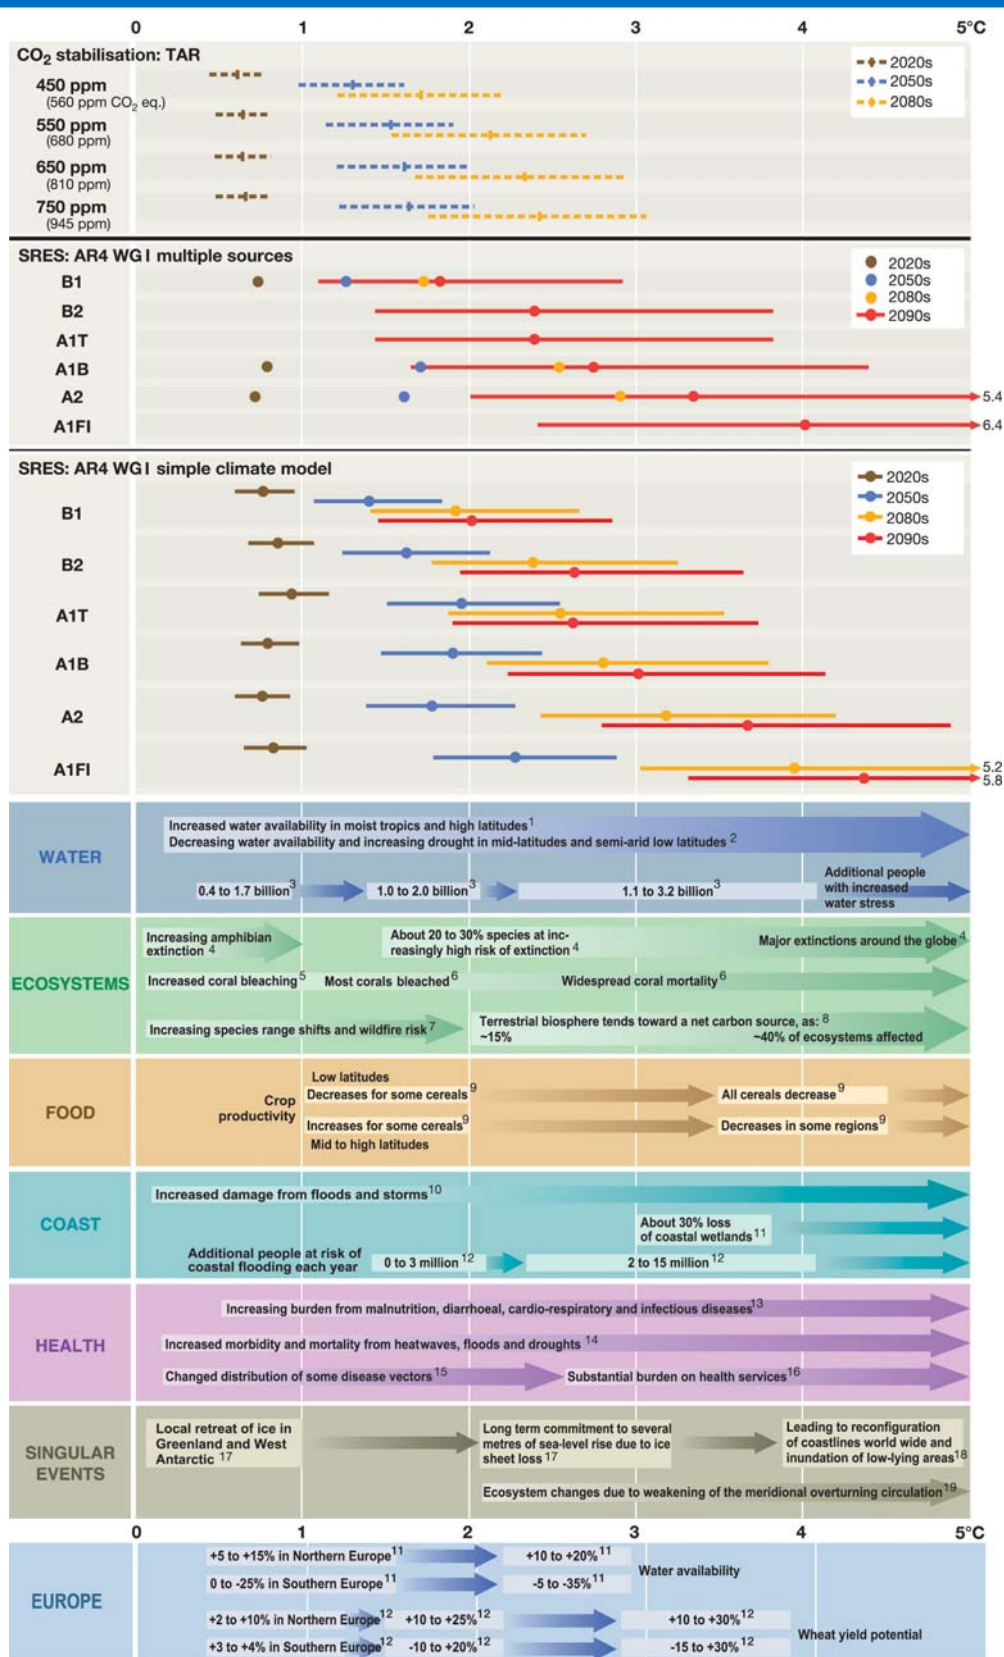 0 1 2 3 4 5°C
CO2 stabilisation: TAR
450 ppm
(560 ppm CO2 eq.)
550 ppm
(680 ppm)
650 ppm
(810 ppm)
750 ppm
(945 ppm)
2020s
2050s
2080s
SRES: AR4 WG I multiple sources
B1
B2
A1T
A1B
A2
A1FI
2020s
2050s
2080s
2090s
5.4
6.4
SRES: AR4 WG I simple climate model
B1
B2
A1T
A1B
A2
A1FI
2020s
2050s
2080s
2090s
5.2
5.8
WATER
Increased water availability in moist tropics and high latitudes1
Decreasing water availability and increasing drought in mid-latitudes and semi-arid low latitudes 2
0.4 to 1.7 billion3
1.0 to 2.0 billion3
1.1 to 3.2 billion3
Additional people
with increased
water stress
ECOSYSTEMS
Increasing amphibian
extinction 4
About 20 to 30% species at inc-
reasingly high risk of extinction 4
Major extinctions around the globe 4
Increased coral bleaching5
Most corals bleached6
Widespread coral mortality6
Increasing species range shifts and wildfire risk7
Terrestrial biosphere tends toward a net carbon source, as: 8
~15%
~40% of ecosystems affected
FOOD
Crop
productivity
Low latitudes
Decreases for some cereals9
All cereals decrease 9
Increases for some cereals9
Decreases in some regions9
Mid to high latitudes
COAST
Increased damage from floods and storms10
About 30% loss
of coastal wetlands11
Additional people at risk of
coastal flooding each year
0 to 3 million12
2 to 15 million12
HEALTH
Increasing burden from malnutrition, diarrhoeal, cardio-respiratory and infectious diseases13
Increased morbidity and mortality from heatwaves, floods and droughts 14
Changed distribution of some disease vectors15
Substantial burden on health services16
SINGULAR
EVENTS
Local retreat of ice in
Greenland and West
Antarctic 17
Long term commitment to several
metres of sea-level rise due to ice
sheet loss17
Leading to reconfiguration
of coastlines world wide and
inundation of low-lying areas18
Ecosystem changes due to weakening of the meridional overturning circulation19
0 1 2 3 4 5°C
EUROPE
+5 to +15% in Northern Europe11
+10 to +20%11
0 to -25% in Southern Europe11
-5 to -35%11
Water availability
+2 to +10% in Northern Europe12
+10 to +25%12
+10 to +30%12
+3 to +4% in Southern Europe12
-10 to +20%12
-15 to +30%12
Wheat yield potential